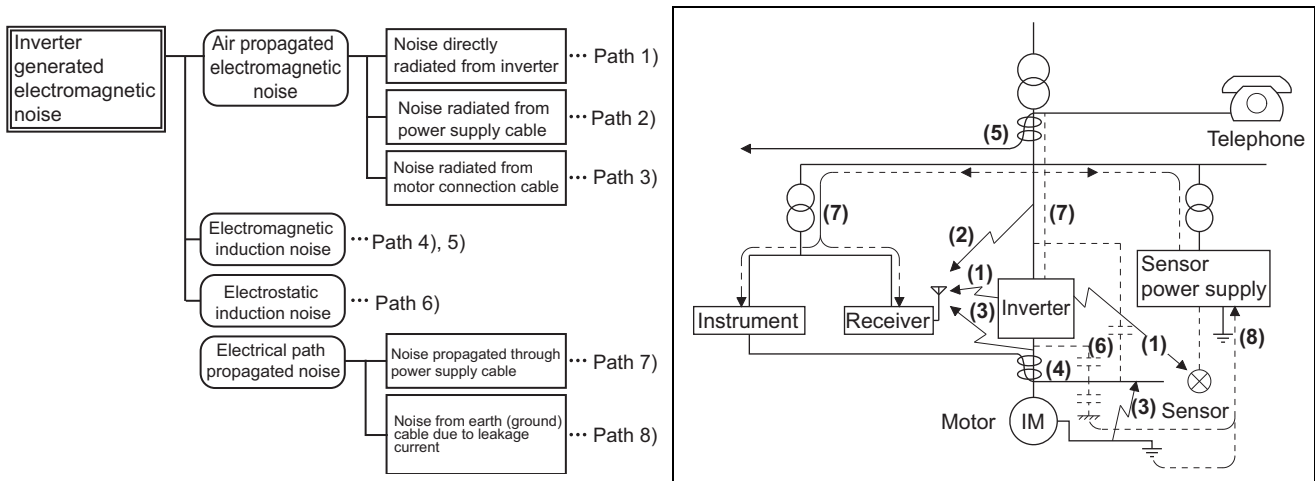 Inverter
generated
electromagnetic
noise
Air propagated
electromagnetic
noise
Noise directly
radiated from inverter
··· Path 1)
Noise radiated from
power supply cable
··· Path 2)
Noise radiated from
motor connection cable
··· Path 3)
Electromagnetic
induction noise
···Path 4), 5)
Electrostatic
induction noise
··· Path 6)
Electrical path
propagated noise
Noise propagated through
power supply cable
··· Path 7)
Noise from earth (ground)
cable due to leakage
current
··· Path 8)
(5)
Telephone
(7)
(7)
(2)
(1)
Sensor
power supply
Instrument
Receiver
(3)
Inverter
(6)
(1)
(8)
(4)
(3)
Sensor
Motor
IM